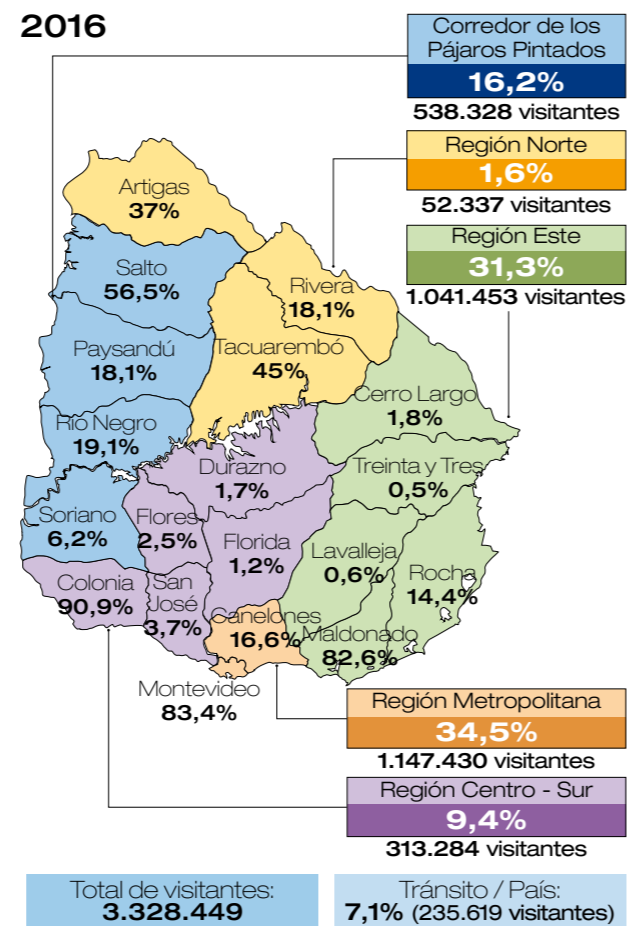 2016
Corredor de los
Pájaros Pintados
16,2%
538.328 visitantes
Región Norte
1,6%
52.337 visitantes
Región Este
31,3%
1.041.453 visitantes
Artigas
37%
Salto
56,5%
Rivera
18,1%
Paysandú
18,1%
Tacuarembó
45%
Cerro Largo
1,8%
Río Negro
19,1%
Durazno
1,7%
Treinta y Tres
0,5%
Soriano
6,2%
Flores
2,5%
Florida
1,2%
Lavalleja
0,6%
Rocha
14,4%
Colonia
90,9%
San
José
3,7%
Canelones
16,6%
Maldonado
82,6%
Montevideo
83,4%
Región Metropolitana
34,5%
1.147.430 visitantes
Región Centro - Sur
9,4%
313.284 visitantes
Total de visitantes:
3.328.449
Tránsito / País:
7,1% (235.619 visitantes)